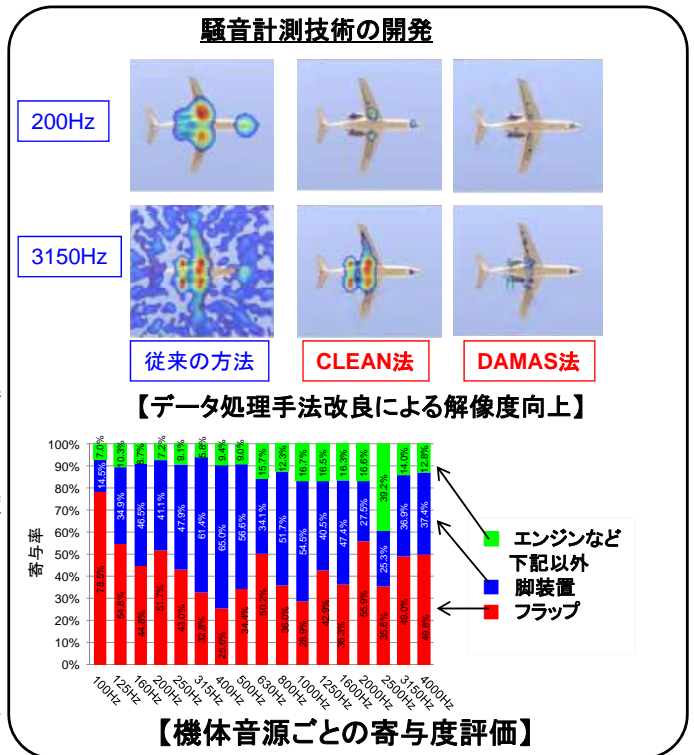 騒音計測技術の開発
200Hz
3150Hz
従来の方法 CLEAN法 DAMAS法
【データ処理手法改良による解像度向上】
寄与率
100%
90%
80%
70%
60%
50%
40%
30%
20%
10%
0%
7.0% 10.3% 8.7% 7.2% 9.1% 5.8% 9.4% 9.0% 15.7% 12.3% 16.7% 16.5% 16.3% 16.6% 39.2% 14.0% 12.8%
14.5% 34.9% 46.5% 41.1% 47.9% 61.4% 65.0% 56.6% 34.1% 51.7% 54.5% 40.5% 47.4% 27.5% 25.3% 36.9% 37.4%
78.5% 54.8% 44.8% 51.7% 43.0% 32.8% 25.6% 34.4% 50.2% 36.0% 28.9% 42.9% 36.3% 55.9% 35.6% 49.0% 49.8%
100Hz 125Hz 160Hz 200Hz 250Hz 315Hz 400Hz 500Hz 630Hz 800Hz 1000Hz 1250Hz 1600Hz 2000Hz 2500Hz 3150Hz 4000Hz
エンジンなど
下記以外
脚装置
フラップ
【機体音源ごとの寄与度評価】